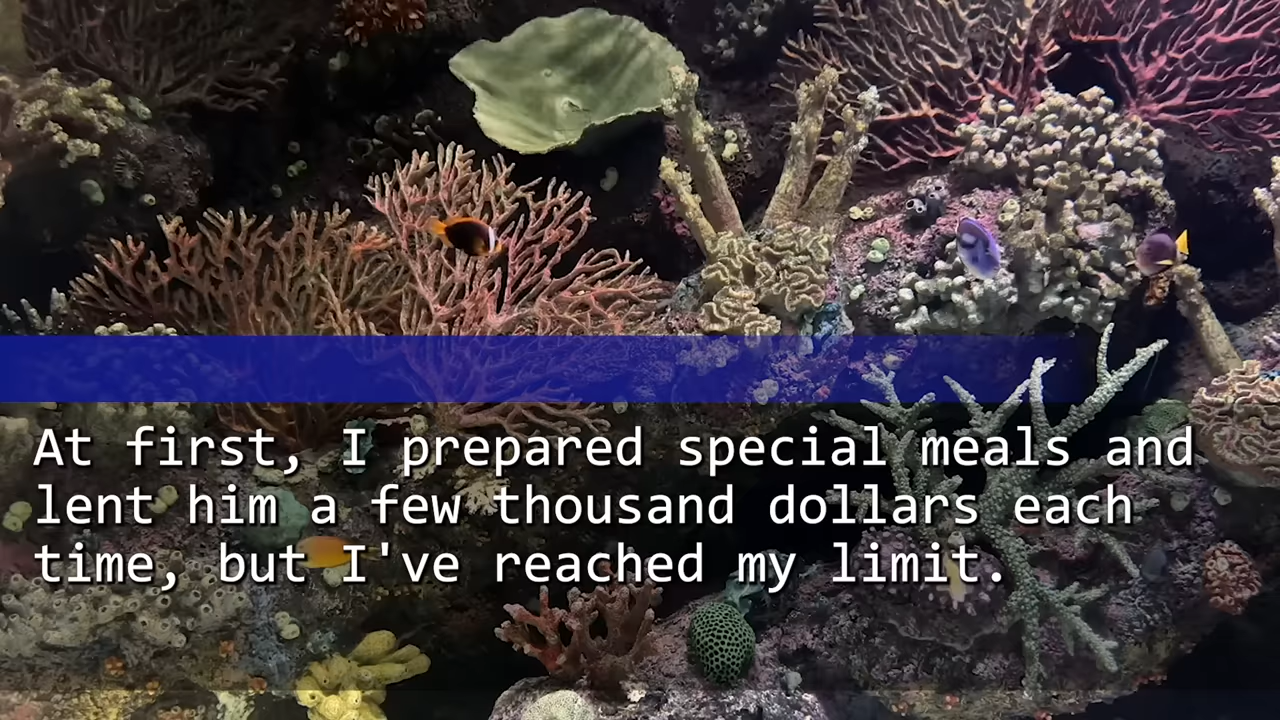 At first, I prepared special meals and
lent him a few thousand dollars each
time, but I've reached my limit.